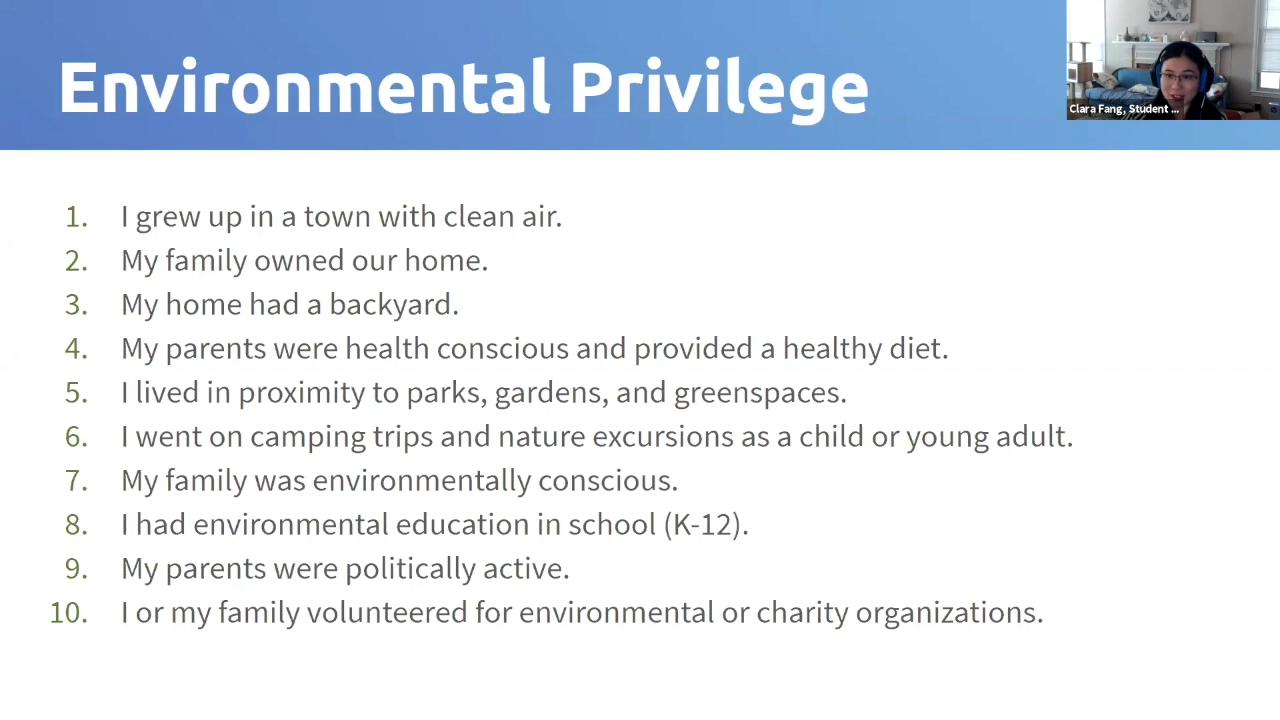 Environmental Privilege
Clara Fang, Student ...
1. I grew up in a town with clean air.
2. My family owned our home.
3. My home had a backyard.
4. My parents were health conscious and provided a healthy diet.
5. I lived in proximity to parks, gardens, and greenspaces.
6. I went on camping trips and nature excursions as a child or young adult.
7. My family was environmentally conscious.
8. I had environmental education in school (K-12).
9. My parents were politically active.
10. I or my family volunteered for environmental or charity organizations.